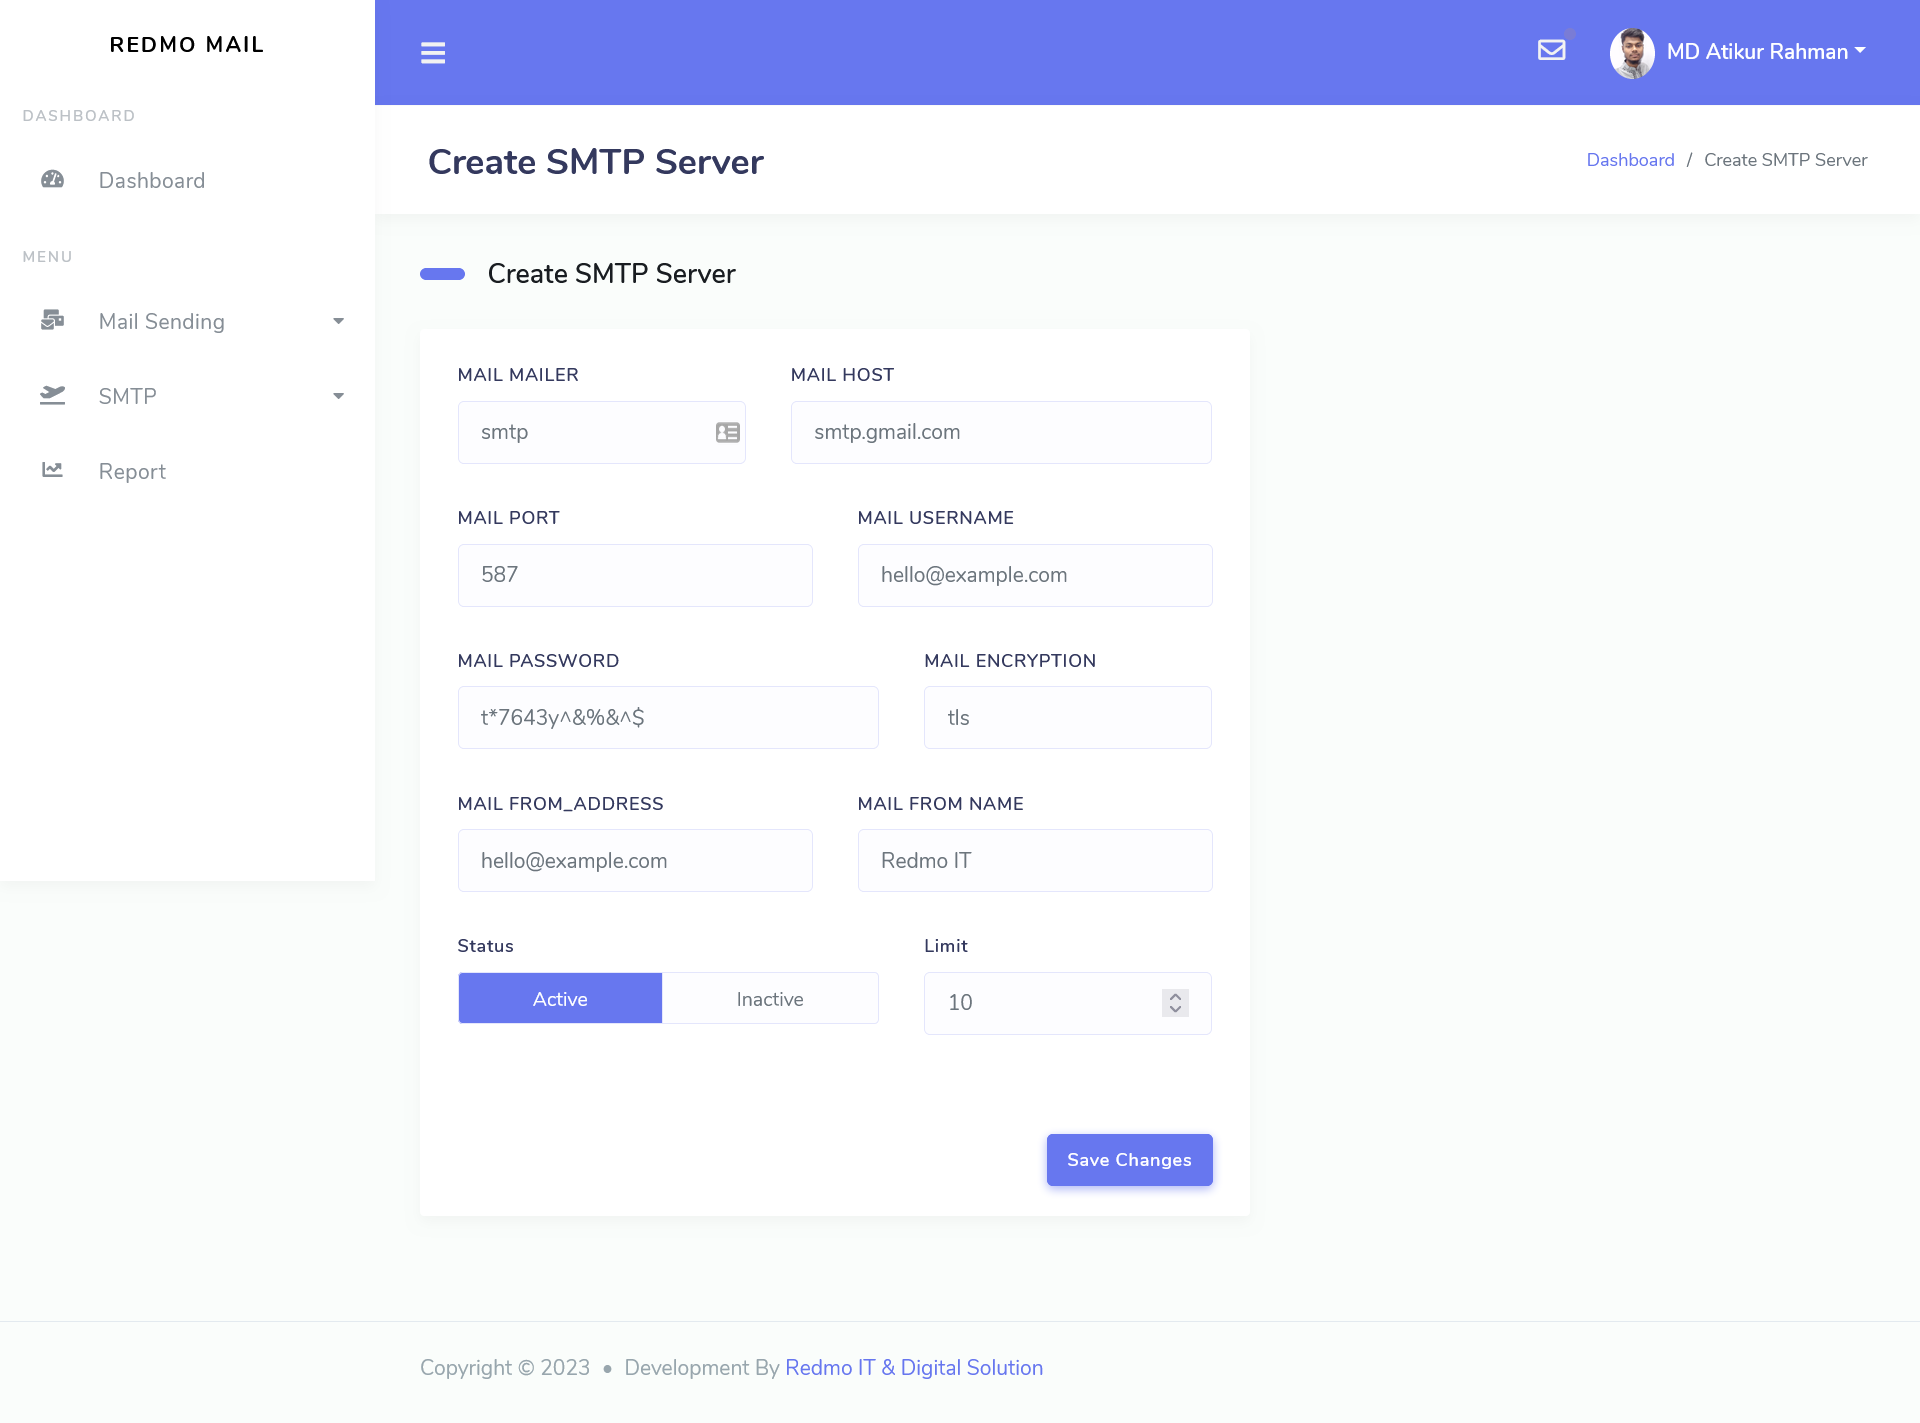 REDMO MAIL
MD Atikur Rahman
DASHBOARD
Dashboard
MENU
Mail Sending
SMTP
Report
Create SMTP Server
Dashboard / Create SMTP Server
Create SMTP Server
MAIL MAILER
MAIL HOST
smtp
smtp.gmail.com
MAIL PORT
MAIL USERNAME
587
hello@example.com
MAIL PASSWORD
MAIL ENCRYPTION
t*7643y^&%&^$
tls
MAIL FROM_ADDRESS
MAIL FROM NAME
hello@example.com
Redmo IT
Status
Limit
Active
Inactive
10
Save Changes
Copyright © 2023 • Development By Redmo IT & Digital Solution